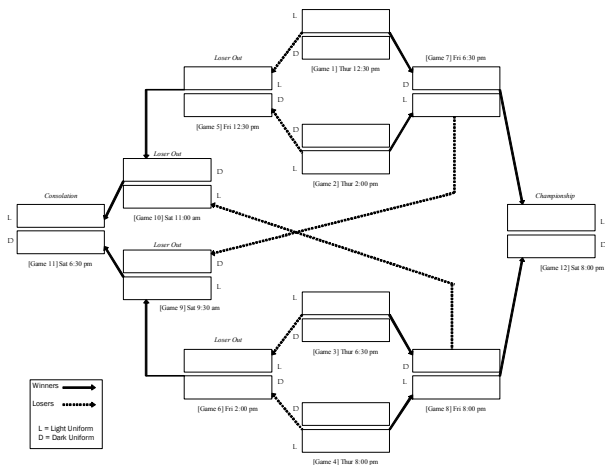 L
D
[Game 1] Thur 12:30 pm
[Game 7] Fri 6:30 pm
Loser Out
L
D
[Game 5] Fri 12:30 pm
D
L
D
L
[Game 2] Thur 2:00 pm
Loser Out
D
L
[Game 10] Sat 11:00 am
Consolation
L
D
[Game 11] Sat 6:30 pm
Championship
L
D
[Game 12] Sat 8:00 pm
Loser Out
D
L
[Game 9] Sat 9:30 am
L
D
[Game 3] Thur 6:30 pm
Loser Out
L
D
[Game 6] Fri 2:00 pm
D
L
[Game 8] Fri 8:00 pm
D
L
[Game 4] Thur 8:00 pm
Winners
Losers
L = Light Uniform
D = Dark Uniform